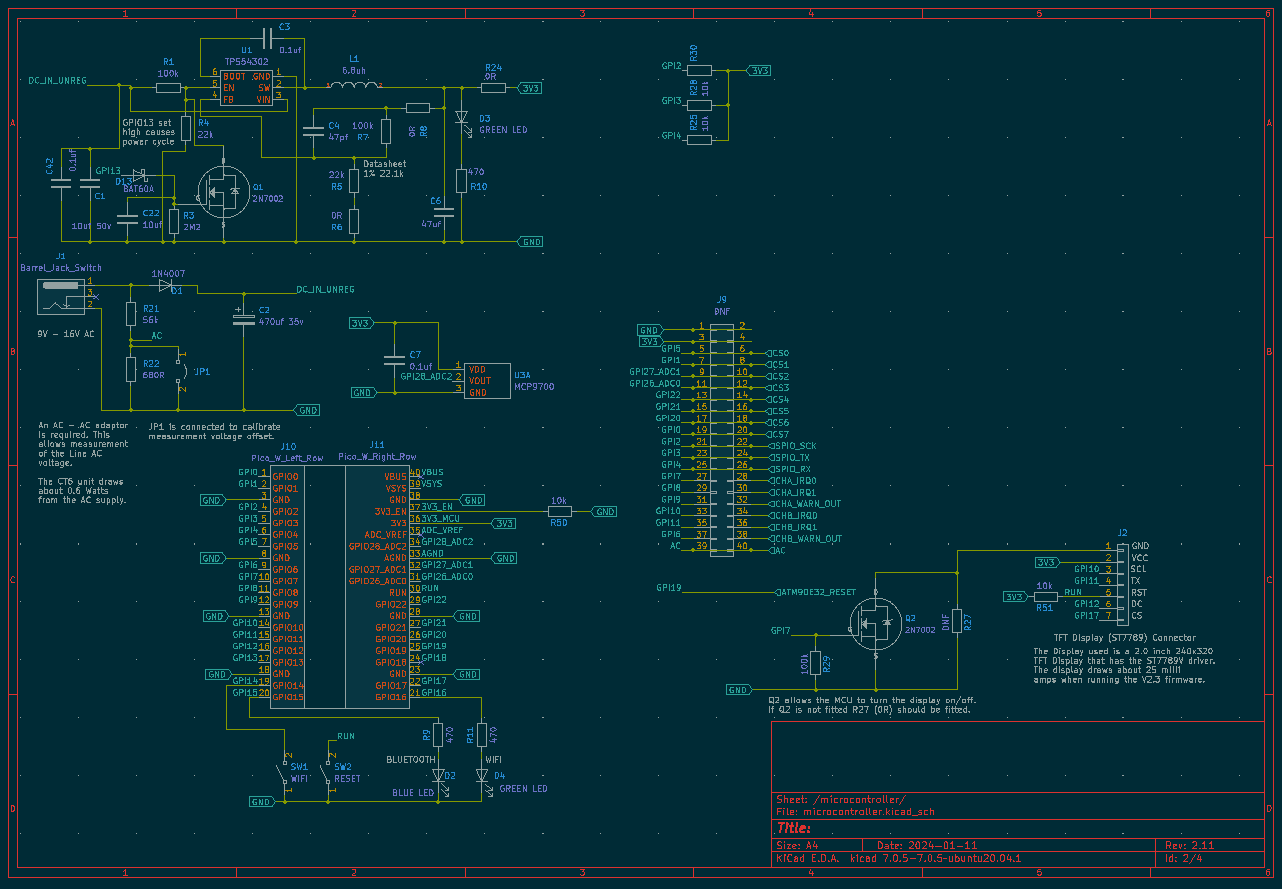 1 2 3 4 5 6
A
B
C
D
C3
0.1uf
U1
TPS54302
BOOT GND
EN SW
FB VIN
6 1
5 2
4 3
DC_IN_UNREG
R1
100k
L1
6.8uh
1 2
R24
0R
3V3
GPIO13 set
high causes
power cycle
R4
22k
C4
47pf
100k
R7
0R
R8
D3
GREEN LED
Datasheet
1% 22.1k
C42
0.1uf
GPI13
D13
BAT60A
C1
10uf 50v
C22
10uf
R3
2M2
Q1
2N7002
D
G
S
22k
R5
0R
R6
470
R10
C6
47uf
GND
GPI2
R30
3V3
GPI3
R28
10k
GPI4
R25
10k
J1
Barrel_Jack_Switch
1
3
2
9V - 16V AC
1N4007
D1
DC_IN_UNREG
R21
56k
AC
R22
680R
JP1
1
2
C2
470uf 35v
GND
3V3
C7
0.1uf
GPI28_ADC2
GND
1 VDD
2 VOUT
3 GND
U3A
MCP9700
An AC - AC adaptor
is required. This
allows measurement
of the Line AC
voltage.
The CT6 unit draws
about 0.6 Watts
from the AC supply.
JP1 is connected to calibrate
measurement voltage offset.
J9
DNF
GND 1 2
3V3 3 4
GPI5 5 6 CS0
GPI1 7 8 CS1
GPI27_ADC1 9 10 CS2
GPI26_ADC0 11 12 CS3
GPI22 13 14 CS4
GPI21 15 16 CS5
GPI20 17 18 CS6
GPI0 19 20 CS7
GPI2 21 22 SPI0_SCK
GPI3 23 24 SPI0_TX
GPI4 25 26 SPI0_RX
GPI7 27 28 CHA_IRQ0
GPI8 29 30 CHA_IRQ1
GPI9 31 32 CHA_WARN_OUT
GPI10 33 34 CHB_IRQ0
GPI11 35 36 CHB_IRQ1
GPI6 37 38 CHB_WARN_OUT
AC 39 40 AC
J10
Pico_W_Left_Row
J11
Pico_W_Right_Row
GPI0 1 GPIO0 VBUS 40 VBUS
GPI1 2 GPIO1 VSYS 39 VSYS
GND 3 GND GND 38 GND
GPI2 4 GPIO2 3V3_EN 37 3V3_EN
GPI3 5 GPIO3 3V3 36 3V3_MCU 3V3
GPI4 6 GPIO4 ADC_VREF 35 ADC_VREF
GPI5 7 GPIO5 GPIO28_ADC2 34 GPI28_ADC2
GND 8 GND AGND 33 AGND GND
GPI6 9 GPIO6 GPIO27_ADC1 32 GPI27_ADC1
GPI7 10 GPIO7 GPIO26_ADC0 31 GPI26_ADC0
GPI8 11 GPIO8 RUN 30 RUN
GPI9 12 GPIO9 GPIO22 29 GPI22
GND 13 GND GND 28 GND
GPI10 14 GPIO10 GPIO21 27 GPI21
GPI11 15 GPIO11 GPIO20 26 GPI20
GPI12 16 GPIO12 GPIO19 25 GPI19
GPI13 17 GPIO13 GPIO18 24 GPI18
GND 18 GND GND 23 GND
GPI14 19 GPIO14 GPIO17 22 GPI17
GPI15 20 GPIO15 GPIO16 21 GPI16
10k
R50
GND
RUN
SW1
WIFI
SW2
RESET
2 1
2 1
R9
470
R11
470
BLUETOOTH
D2
BLUE LED
WIFI
D4
GREEN LED
GND
GPI19
ATM90E32_RESET
GPI7
100k
R29
Q2
2N7002
D
G
S
DNF
R27
GND
Q2 allows the MCU to turn the display on/off.
If Q2 is not fitted R27 (0R) should be fitted.
J2
1 GND
3V3 2 VCC
GPI10 3 SCL
GPI11 4 TX
3V3 10k R51 RUN 5 RST
GPI12 6 DC
GPI17 7 CS
TFT Display (ST7789) Connector
The Display used is a 2.0 inch 240x320
TFT Display that has the ST7789V driver.
The display draws about 25 milli
amps when running the V2.3 firmware.
Sheet: /microcontroller/
File: microcontroller.kicad_sch
Title:
Size: A4 Date: 2024-01-11 Rev: 2.11
KiCad E.D.A. kicad 7.0.5-7.0.5~ubuntu20.04.1 Id: 2/4
1 2 3 4 5 6